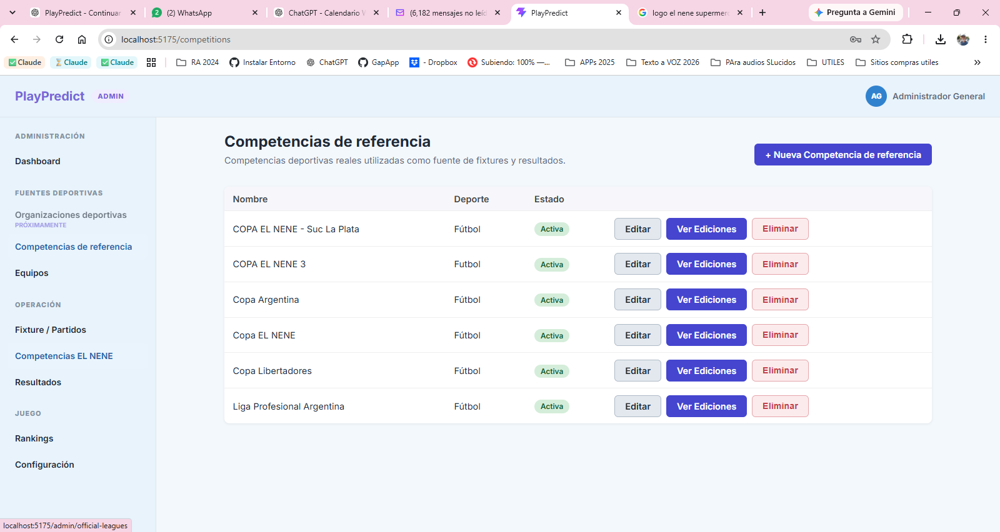 PlayPredict - Continuar
2
(2) WhatsApp
ChatGPT - Calendario
(6,182 mensajes no leíd
PlayPredict
logo el nene superme
Pregunta a Gemini
localhost:5175/competitions
Claude
Claude
Claude
RA 2024
Instalar Entorno
ChatGPT
GapApp
- Dropbox
Subiendo: 100% —...
APPs 2025
Texto a VOZ 2026
PAra audios SLucidos
UTILES
Sitios compras utiles
PlayPredict
ADMIN
AG
Administrador General
ADMINISTRACIÓN
Dashboard
FUENTES DEPORTIVAS
Organizaciones deportivas
PRÓXIMAMENTE
Competencias de referencia
Equipos
OPERACIÓN
Fixture / Partidos
Competencias EL NENE
Resultados
JUEGO
Rankings
Configuración
Competencias de referencia
Competencias deportivas reales utilizadas como fuente de fixtures y resultados.
+ Nueva Competencia de referencia
Nombre Deporte Estado
COPA EL NENE - Suc La Plata Fútbol Activa Editar Ver Ediciones Eliminar
COPA EL NENE 3 Futbol Activa Editar Ver Ediciones Eliminar
Copa Argentina Fútbol Activa Editar Ver Ediciones Eliminar
Copa EL NENE Fútbol Activa Editar Ver Ediciones Eliminar
Copa Libertadores Fútbol Activa Editar Ver Ediciones Eliminar
Liga Profesional Argentina Fútbol Activa Editar Ver Ediciones Eliminar
localhost:5175/admin/official-leagues